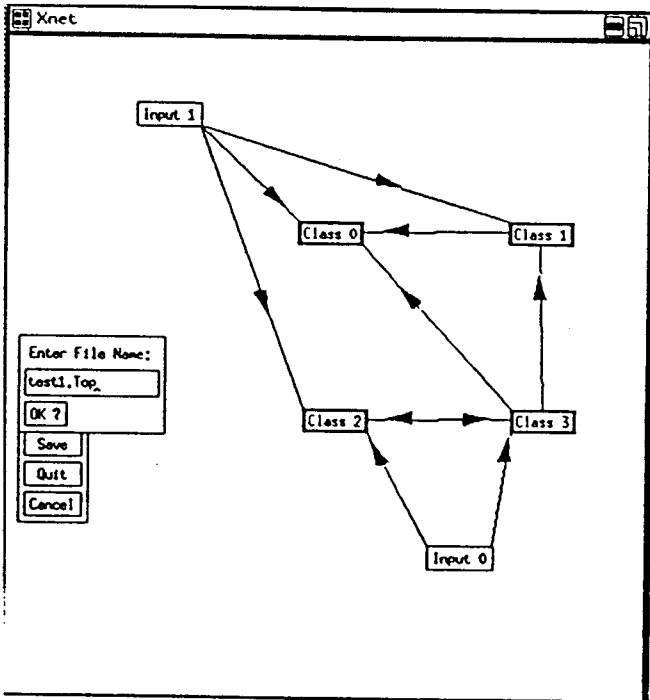 Xnet
Input 1
Class 0
Class 1
Enter File Name:
test1.Top
OK ?
Save
Quit
Cancel
Class 2
Class 3
Input 0